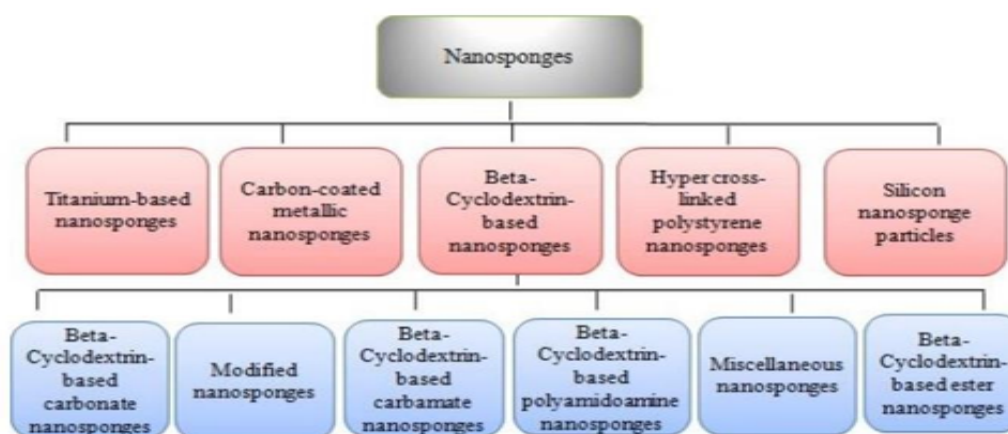 Nanosponges
Titanium-based
nanosponges
Carbon-coated
metallic
nanosponges
Beta-
Cyclodextrin-
based
nanosponges
Hyper cross-
linked
polystyrene
nanosponges
Silicon
nanosponge
particles
Beta-
Cyclodextrin-
based
carbonate
nanosponges
Modified
nanosponges
Beta-
Cyclodextrin-
based
carbamate
nanosponges
Beta-
Cyclodextrin-
based
polyamidoamine
nanosponges
Miscellaneous
nanosponges
Beta-
Cyclodextrin-
based ester
nanosponges